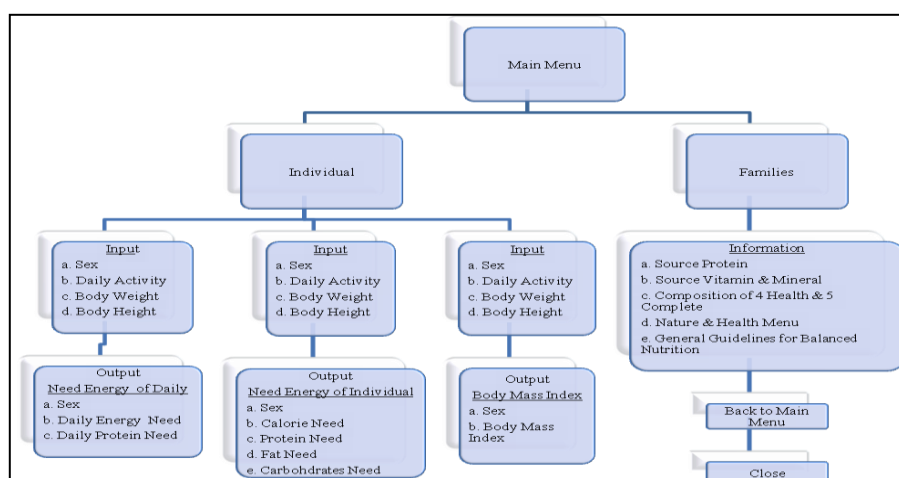 Main Menu
Individual
Families
Input
a. Sex
b. Daily Activity
c. Body Weight
d. Body Height
Input
a. Sex
b. Daily Activity
c. Body Weight
d. Body Height
Input
a. Sex
b. Daily Activity
c. Body Weight
d. Body Height
Information
a. Source Protein
b. Source Vitamin & Mineral
c. Composition of 4 Health & 5
Complete
d. Nature & Health Menu
e. General Guidelines for Balanced
Nutrition
Output
Need Energy of Daily
a. Sex
b. Daily Energy Need
c. Daily Protein Need
Output
Need Energy of Individual
a. Sex
b. Calorie Need
c. Protein Need
d. Fat Need
e. Carbohdrates Need
Output
Body Mass Index
a. Sex
b. Body Mass
Index
Back to Main
Menu
Close